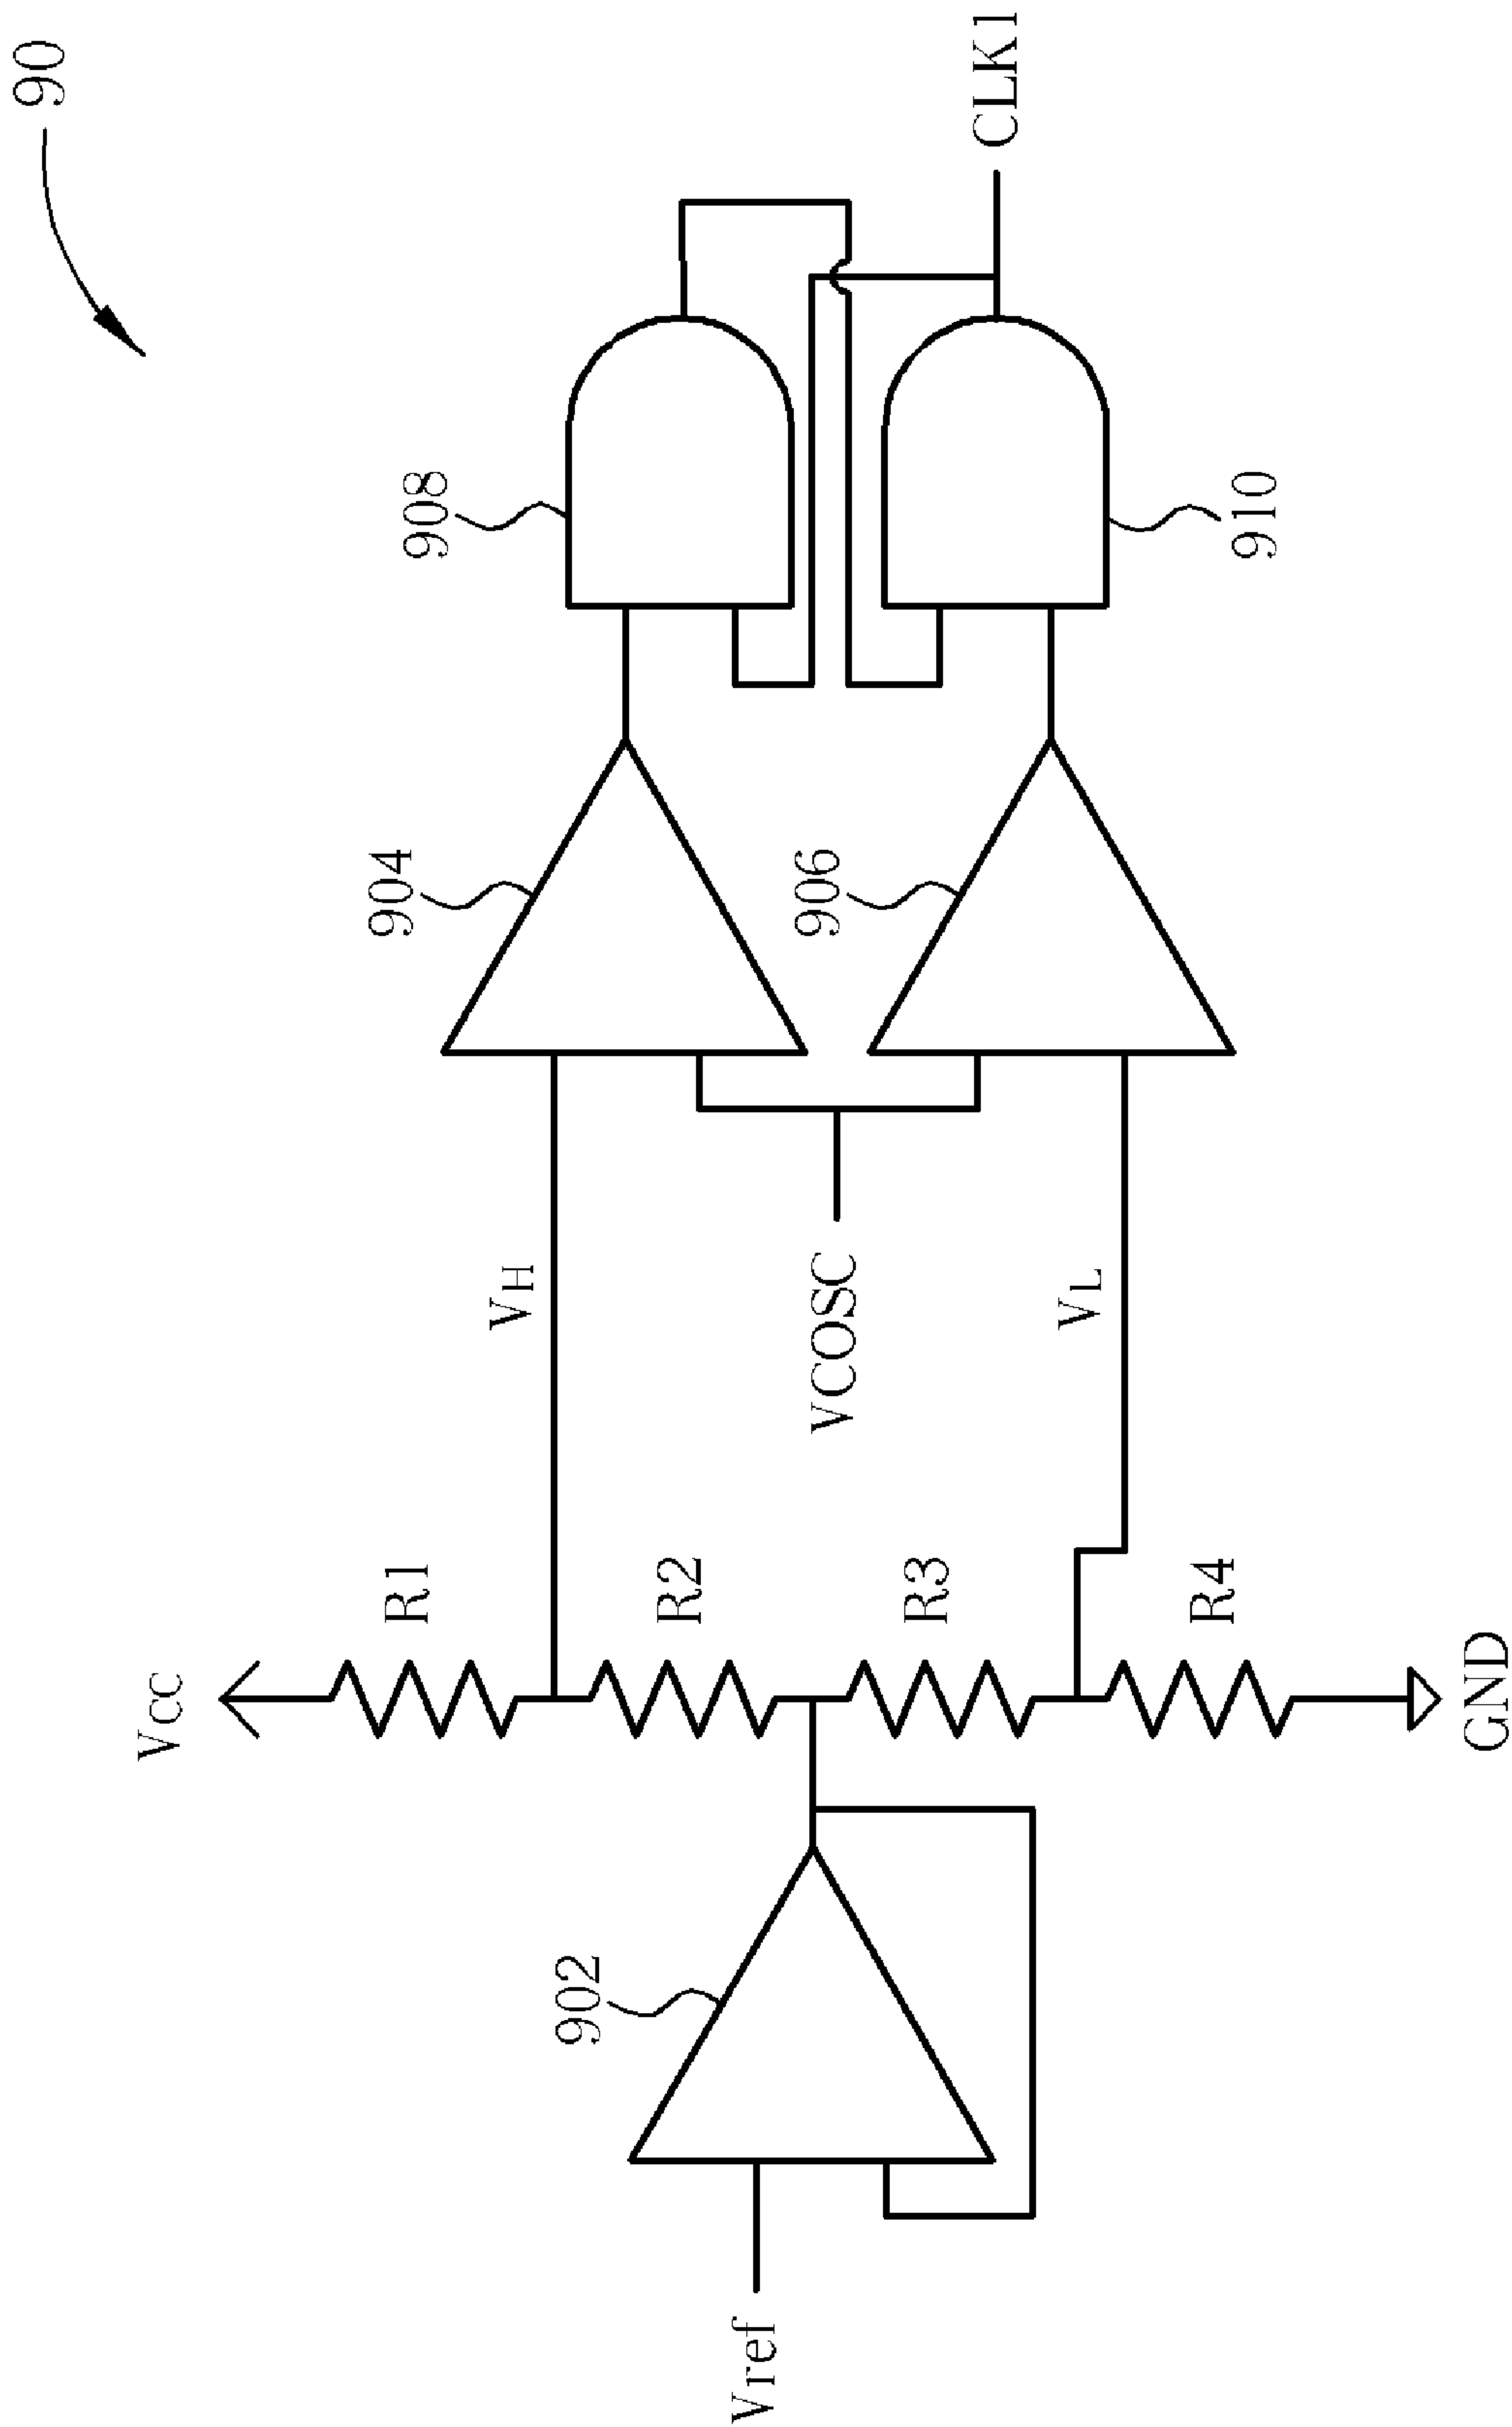 90
Vcc
R1
VH
904
908
902
R2
Vref
VCOSC
906
R3
CLK1
VL
R4
910
GND